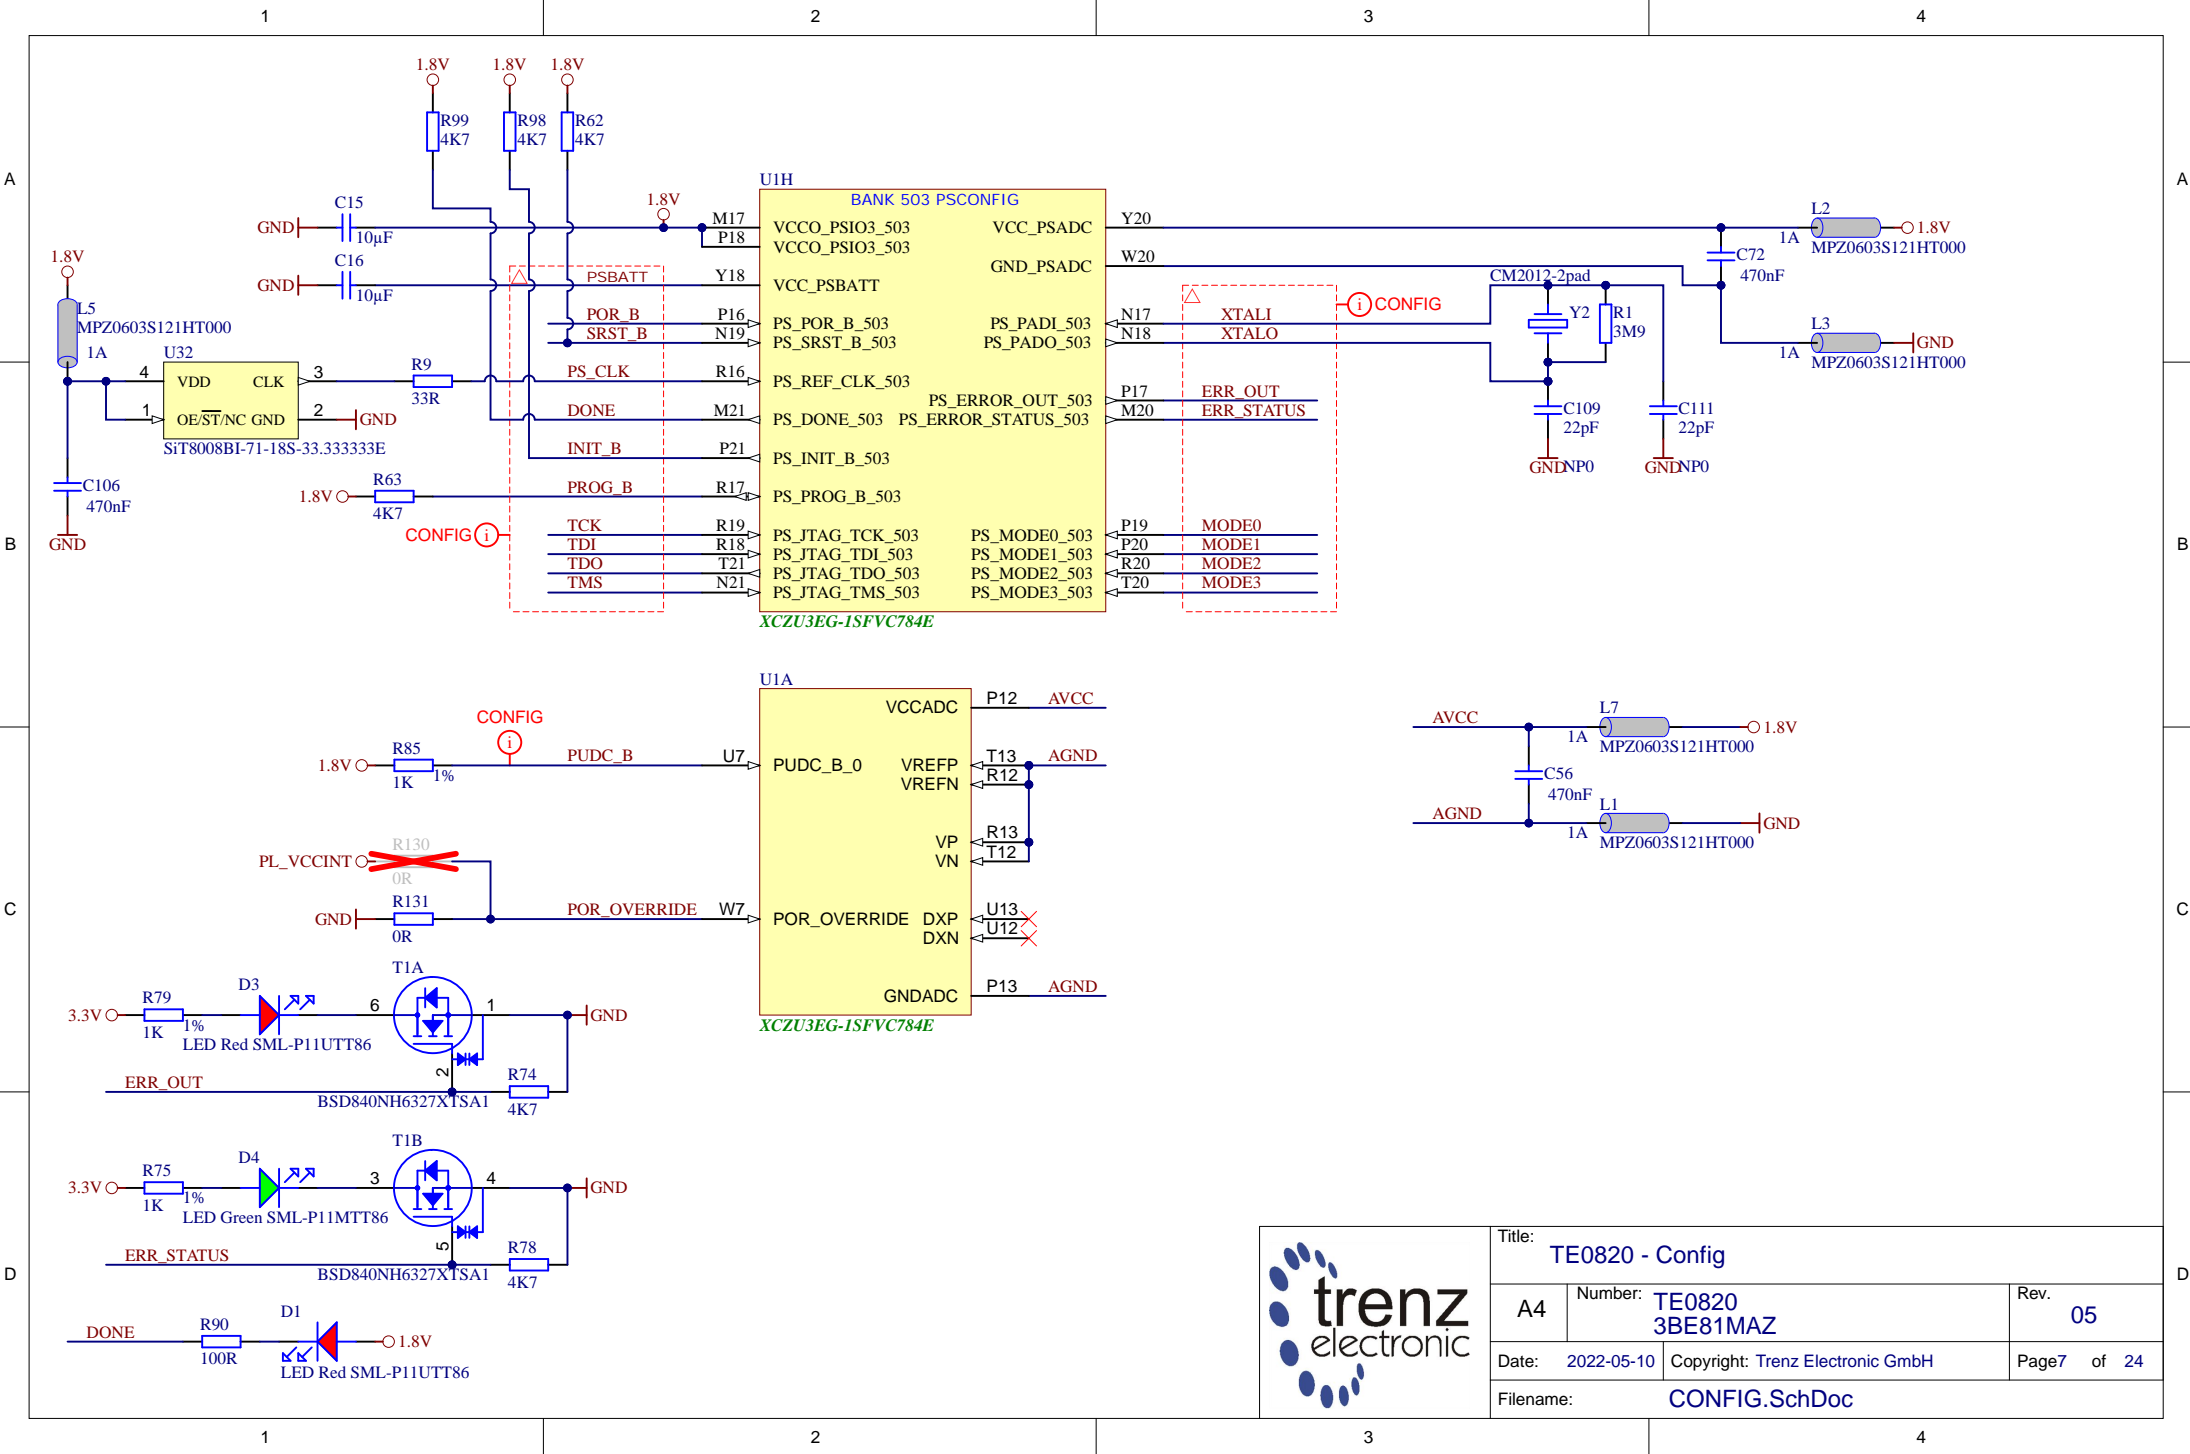 1 2 3 4
A A
B B
C C
D D
1 2 3 4
1.8V 1.8V 1.8V
R99 R98 R62
4K7 4K7 4K7
C15
GND
10µF
1.8V
C16
GND
10µF
PSBATT
1.8V
L5
MPZ0603S121HT000
1A
U32
4 VDD CLK 3
1 OE/ST/NC GND 2
GND
SiT8008BI-71-18S-33.333333E
C106
470nF
GND
R9
33R
1.8V
R63
4K7
CONFIG
i
POR_B
SRST_B
PS_CLK
DONE
INIT_B
PROG_B
TCK
TDI
TDO
TMS
U1H
BANK 503 PSCONFIG
M17 VCCO_PSIO3_503
P18 VCCO_PSIO3_503
Y18 VCC_PSBATT
P16 PS_POR_B_503
N19 PS_SRST_B_503
R16 PS_REF_CLK_503
M21 PS_DONE_503
P21 PS_INIT_B_503
R17 PS_PROG_B_503
R19 PS_JTAG_TCK_503
R18 PS_JTAG_TDI_503
T21 PS_JTAG_TDO_503
N21 PS_JTAG_TMS_503
VCC_PSADC Y20
GND_PSADC W20
PS_PADI_503 N17 XTALI
PS_PADO_503 N18 XTALO
PS_ERROR_OUT_503 P17 ERR_OUT
PS_ERROR_STATUS_503 M20 ERR_STATUS
PS_MODE0_503 P19 MODE0
PS_MODE1_503 P20 MODE1
PS_MODE2_503 R20 MODE2
PS_MODE3_503 T20 MODE3
XCZU3EG-1SFVC784E
i CONFIG
CM2012-2pad
Y2
R1
3M9
C109
22pF
GND NP0
C111
22pF
GND NP0
L2
1A
1.8V
MPZ0603S121HT000
C72
470nF
L3
1A
GND
MPZ0603S121HT000
U1A
VCCADC P12 AVCC
U7 PUDC_B_0
VREFP T13 AGND
VREFN R12
VP R13
VN T12
W7 POR_OVERRIDE
DXP U13
DXN U12
GNDADC P13 AGND
XCZU3EG-1SFVC784E
CONFIG
i
1.8V
R85
1K
1%
PUDC_B
PL_VCCINT
R130
0R
GND
R131
0R
POR_OVERRIDE
AVCC
L7
1A
1.8V
MPZ0603S121HT000
C56
470nF
AGND
L1
1A
GND
MPZ0603S121HT000
3.3V
R79
1K
1%
D3
LED Red SML-P11UTT86
T1A
6 1
2
GND
ERR_OUT
BSD840NH6327XTSA1
R74
4K7
3.3V
R75
1K
1%
D4
LED Green SML-P11MTT86
T1B
3 4
5
GND
ERR_STATUS
BSD840NH6327XTSA1
R78
4K7
DONE
R90
100R
D1
1.8V
LED Red SML-P11UTT86
trenz
electronic
Title:
TE0820 - Config
A4
Number: TE0820
3BE81MAZ
Rev.
05
Date: 2022-05-10
Copyright: Trenz Electronic GmbH
Page7 of 24
Filename: CONFIG.SchDoc